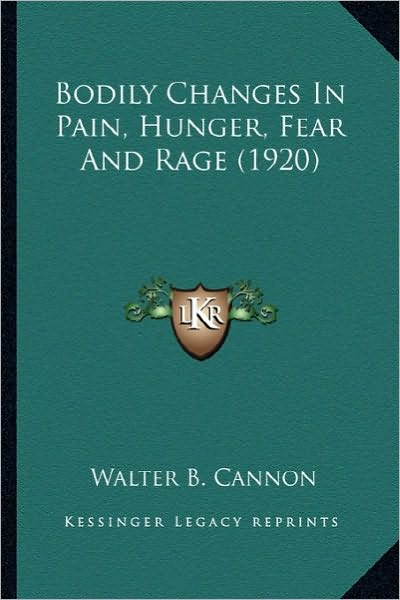 Bodily Changes In
Pain, Hunger, Fear
And Rage (1920)
LKR
Walter B. Cannon
Kessinger Legacy Reprints